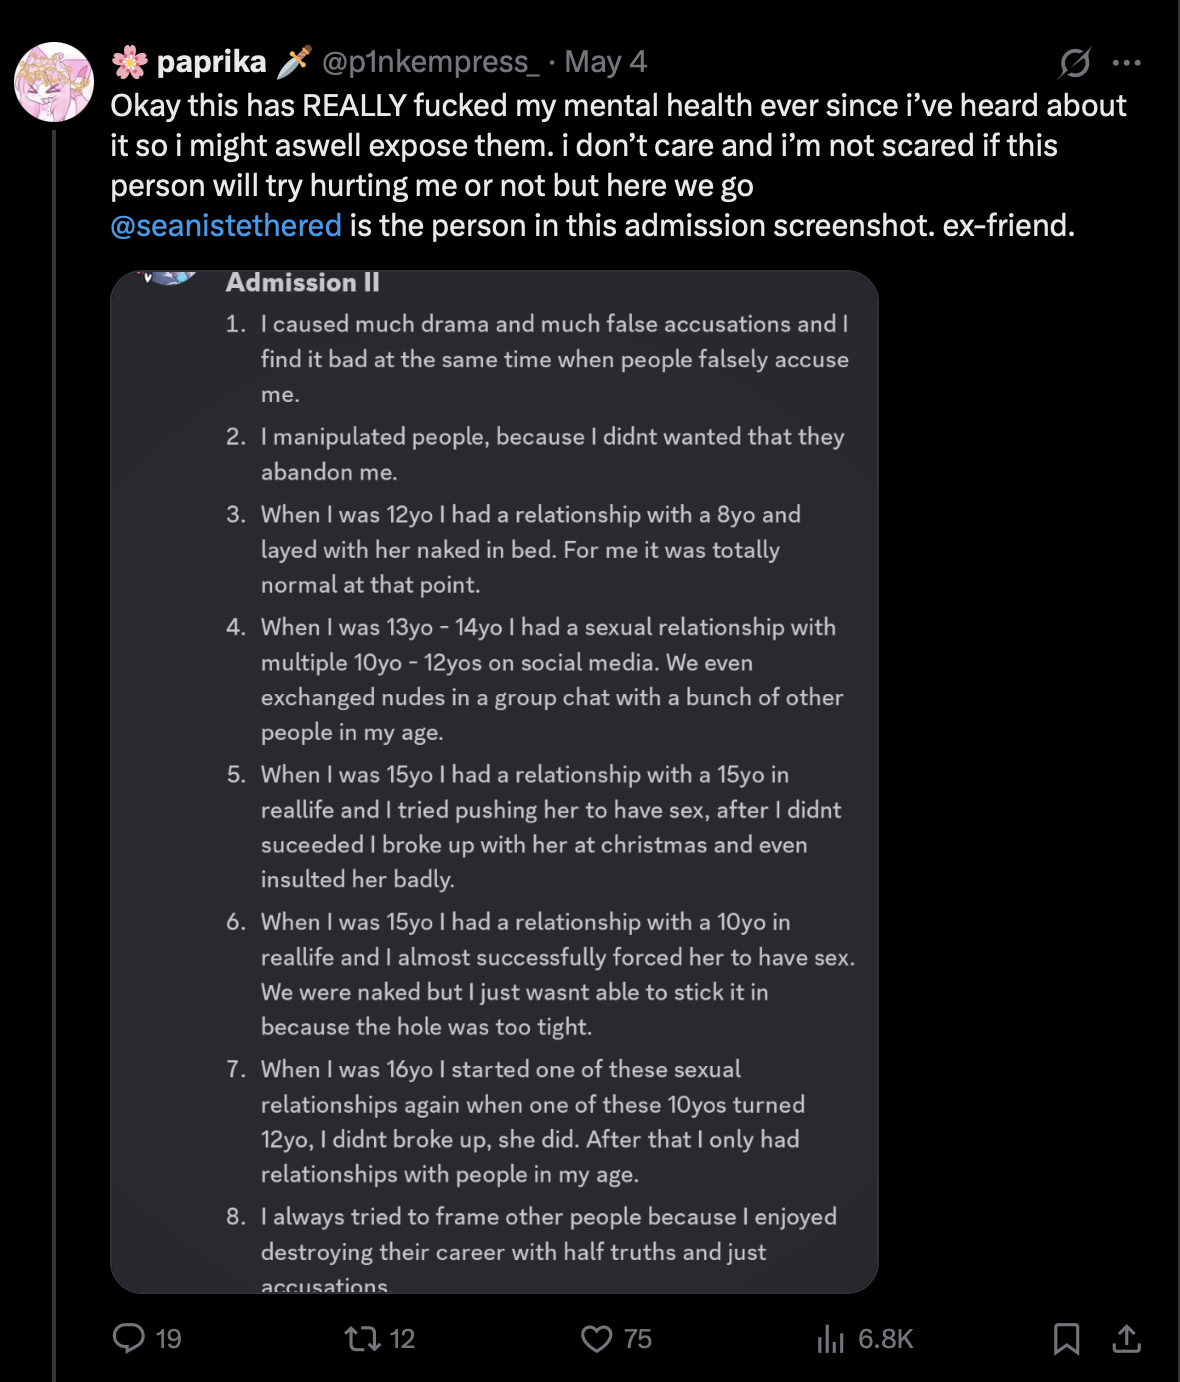 🌸 paprika 🗡️ @p1nkempress_ · May 4
Okay this has REALLY fucked my mental health ever since i’ve heard about
it so i might aswell expose them. i don’t care and i’m not scared if this
person will try hurting me or not but here we go
@seanistethered is the person in this admission screenshot. ex-friend.
Admission II
1. I caused much drama and much false accusations and I
find it bad at the same time when people falsely accuse
me.
2. I manipulated people, because I didnt wanted that they
abandon me.
3. When I was 12yo I had a relationship with a 8yo and
layed with her naked in bed. For me it was totally
normal at that point.
4. When I was 13yo - 14yo I had a sexual relationship with
multiple 10yo - 12yos on social media. We even
exchanged nudes in a group chat with a bunch of other
people in my age.
5. When I was 15yo I had a relationship with a 15yo in
reallife and I tried pushing her to have sex, after I didnt
suceeded I broke up with her at christmas and even
insulted her badly.
6. When I was 15yo I had a relationship with a 10yo in
reallife and I almost successfully forced her to have sex.
We were naked but I just wasnt able to stick it in
because the hole was too tight.
7. When I was 16yo I started one of these sexual
relationships again when one of these 10yos turned
12yo, I didnt broke up, she did. After that I only had
relationships with people in my age.
8. I always tried to frame other people because I enjoyed
destroying their career with half truths and just
accusations.
19 12 75 6.8K